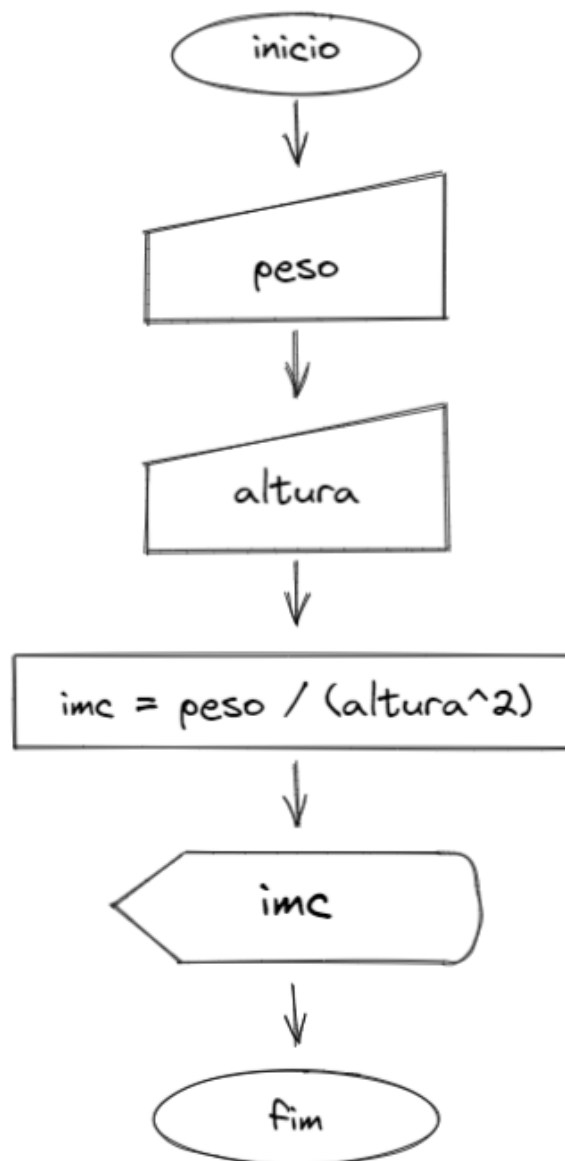 inicio
peso
altura
imc = peso / (altura^2)
imc
fim